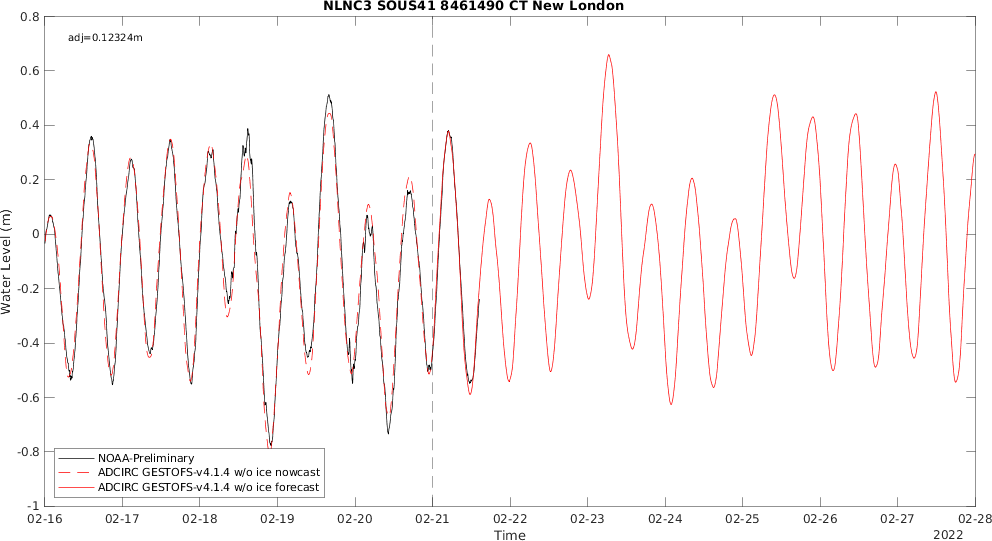 NLNC3 SOUS41 8461490 CT New London
adj=0.12324m
0.8
0.6
0.4
0.2
0
-0.2
-0.4
-0.6
-0.8
-1
Water Level (m)
NOAA-Preliminary
ADCIRC GESTOFS-v4.1.4 w/o ice nowcast
ADCIRC GESTOFS-v4.1.4 w/o ice forecast
02-16 02-17 02-18 02-19 02-20 02-21 02-22 02-23 02-24 02-25 02-26 02-27 02-28
Time
2022